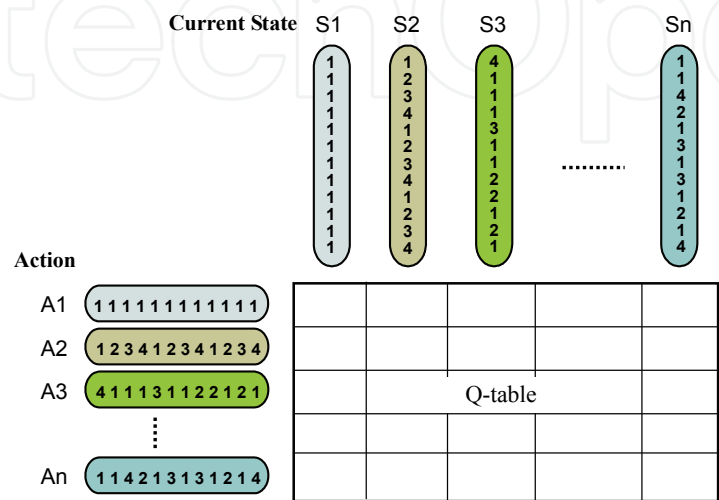 Current State S1 S2 S3 Sn
1 1 1 1 1 1 1 1 1 1 1 1
1 2 3 4 1 2 3 4 1 2 3 4
4 1 1 1 3 1 1 2 2 1 2 1
1 1 4 2 1 3 1 3 1 2 1 4
Action
A1 1 1 1 1 1 1 1 1 1 1 1 1
A2 1 2 3 4 1 2 3 4 1 2 3 4
A3 4 1 1 1 3 1 1 2 2 1 2 1
Q-table
An 1 1 4 2 1 3 1 3 1 2 1 4